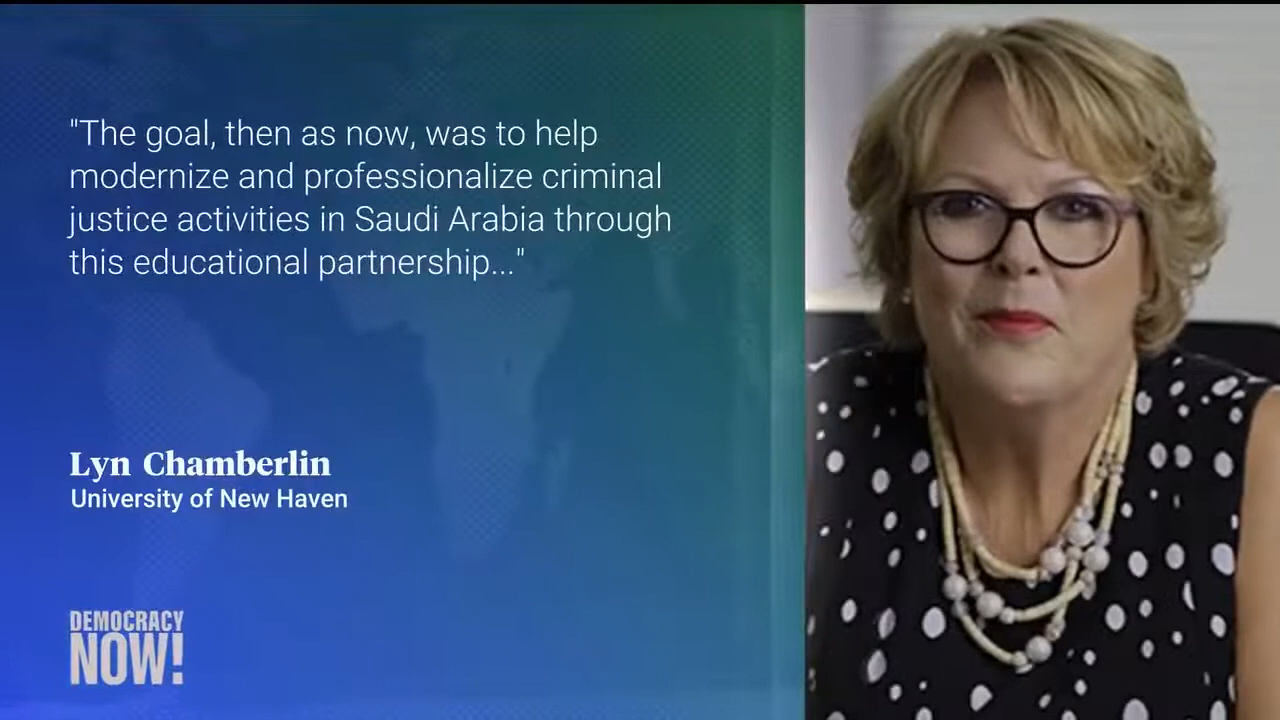 "The goal, then as now, was to help
modernize and professionalize criminal
justice activities in Saudi Arabia through
this educational partnership..."
Lyn Chamberlin
University of New Haven
DEMOCRACY
NOW!